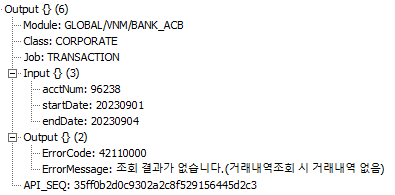 Output {} (6)
Module: GLOBAL/VNM/BANK_ACB
Class: CORPORATE
Job: TRANSACTION
Input {} (3)
acctNum: 96238
startDate: 20230901
endDate: 20230904
Output {} (2)
ErrorCode: 42110000
ErrorMessage: 조회 결과가 없습니다.(거래내역조회 시 거래내역 없음)
API_SEQ: 35ff0b2d0c9302a2c8f529156445d2c3